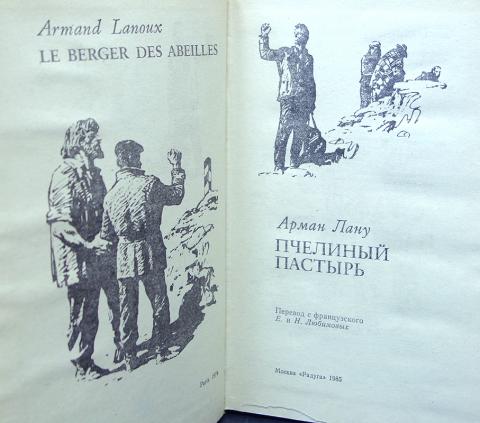 Armand Lanoux
LE BERGER DES ABEILLES
Paris 1974
Арман Лану
ПЧЕЛИНЫЙ
ПАСТЫРЬ
Перевод с французского
Е. и Н. Любимовых
Москва «Радуга» 1985